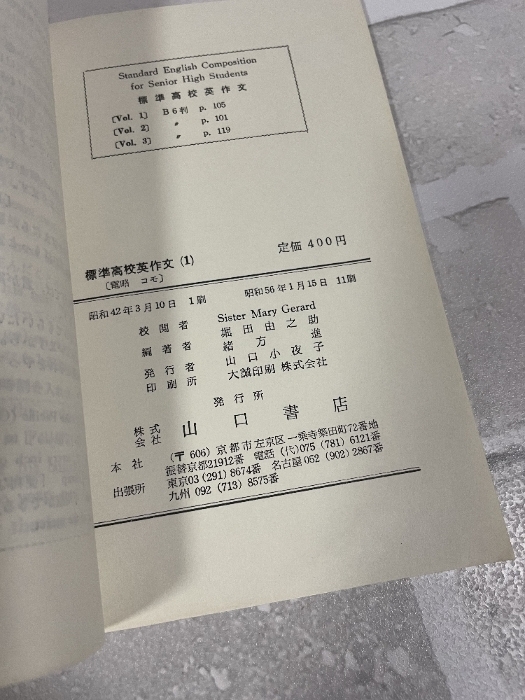 Standard English Composition
for Senior High Students
標準高校英作文
〔Vol. 1〕 B6判 p. 105
〔Vol. 2〕 〃 p. 101
〔Vol. 3〕 〃 p. 119
標準高校英作文 (1)
〔電略 コモ〕
定価 400円
昭和42年3月10日 1刷 昭和56年1月15日 11刷
校閲者 Sister Mary Gerard
編著者 堀田由之助
緒方進
発行者 山口小夜子
印刷所 大誠印刷株式会社
発行所
株式会社 山口書店
本社 (〒606) 京都市左京区一乗寺築田町72番地
振替京都21912番 電話(代)075 (781) 6121番
出張所 東京03 (291) 8674番 名古屋052 (902) 2867番
九州 092 (713) 8575番